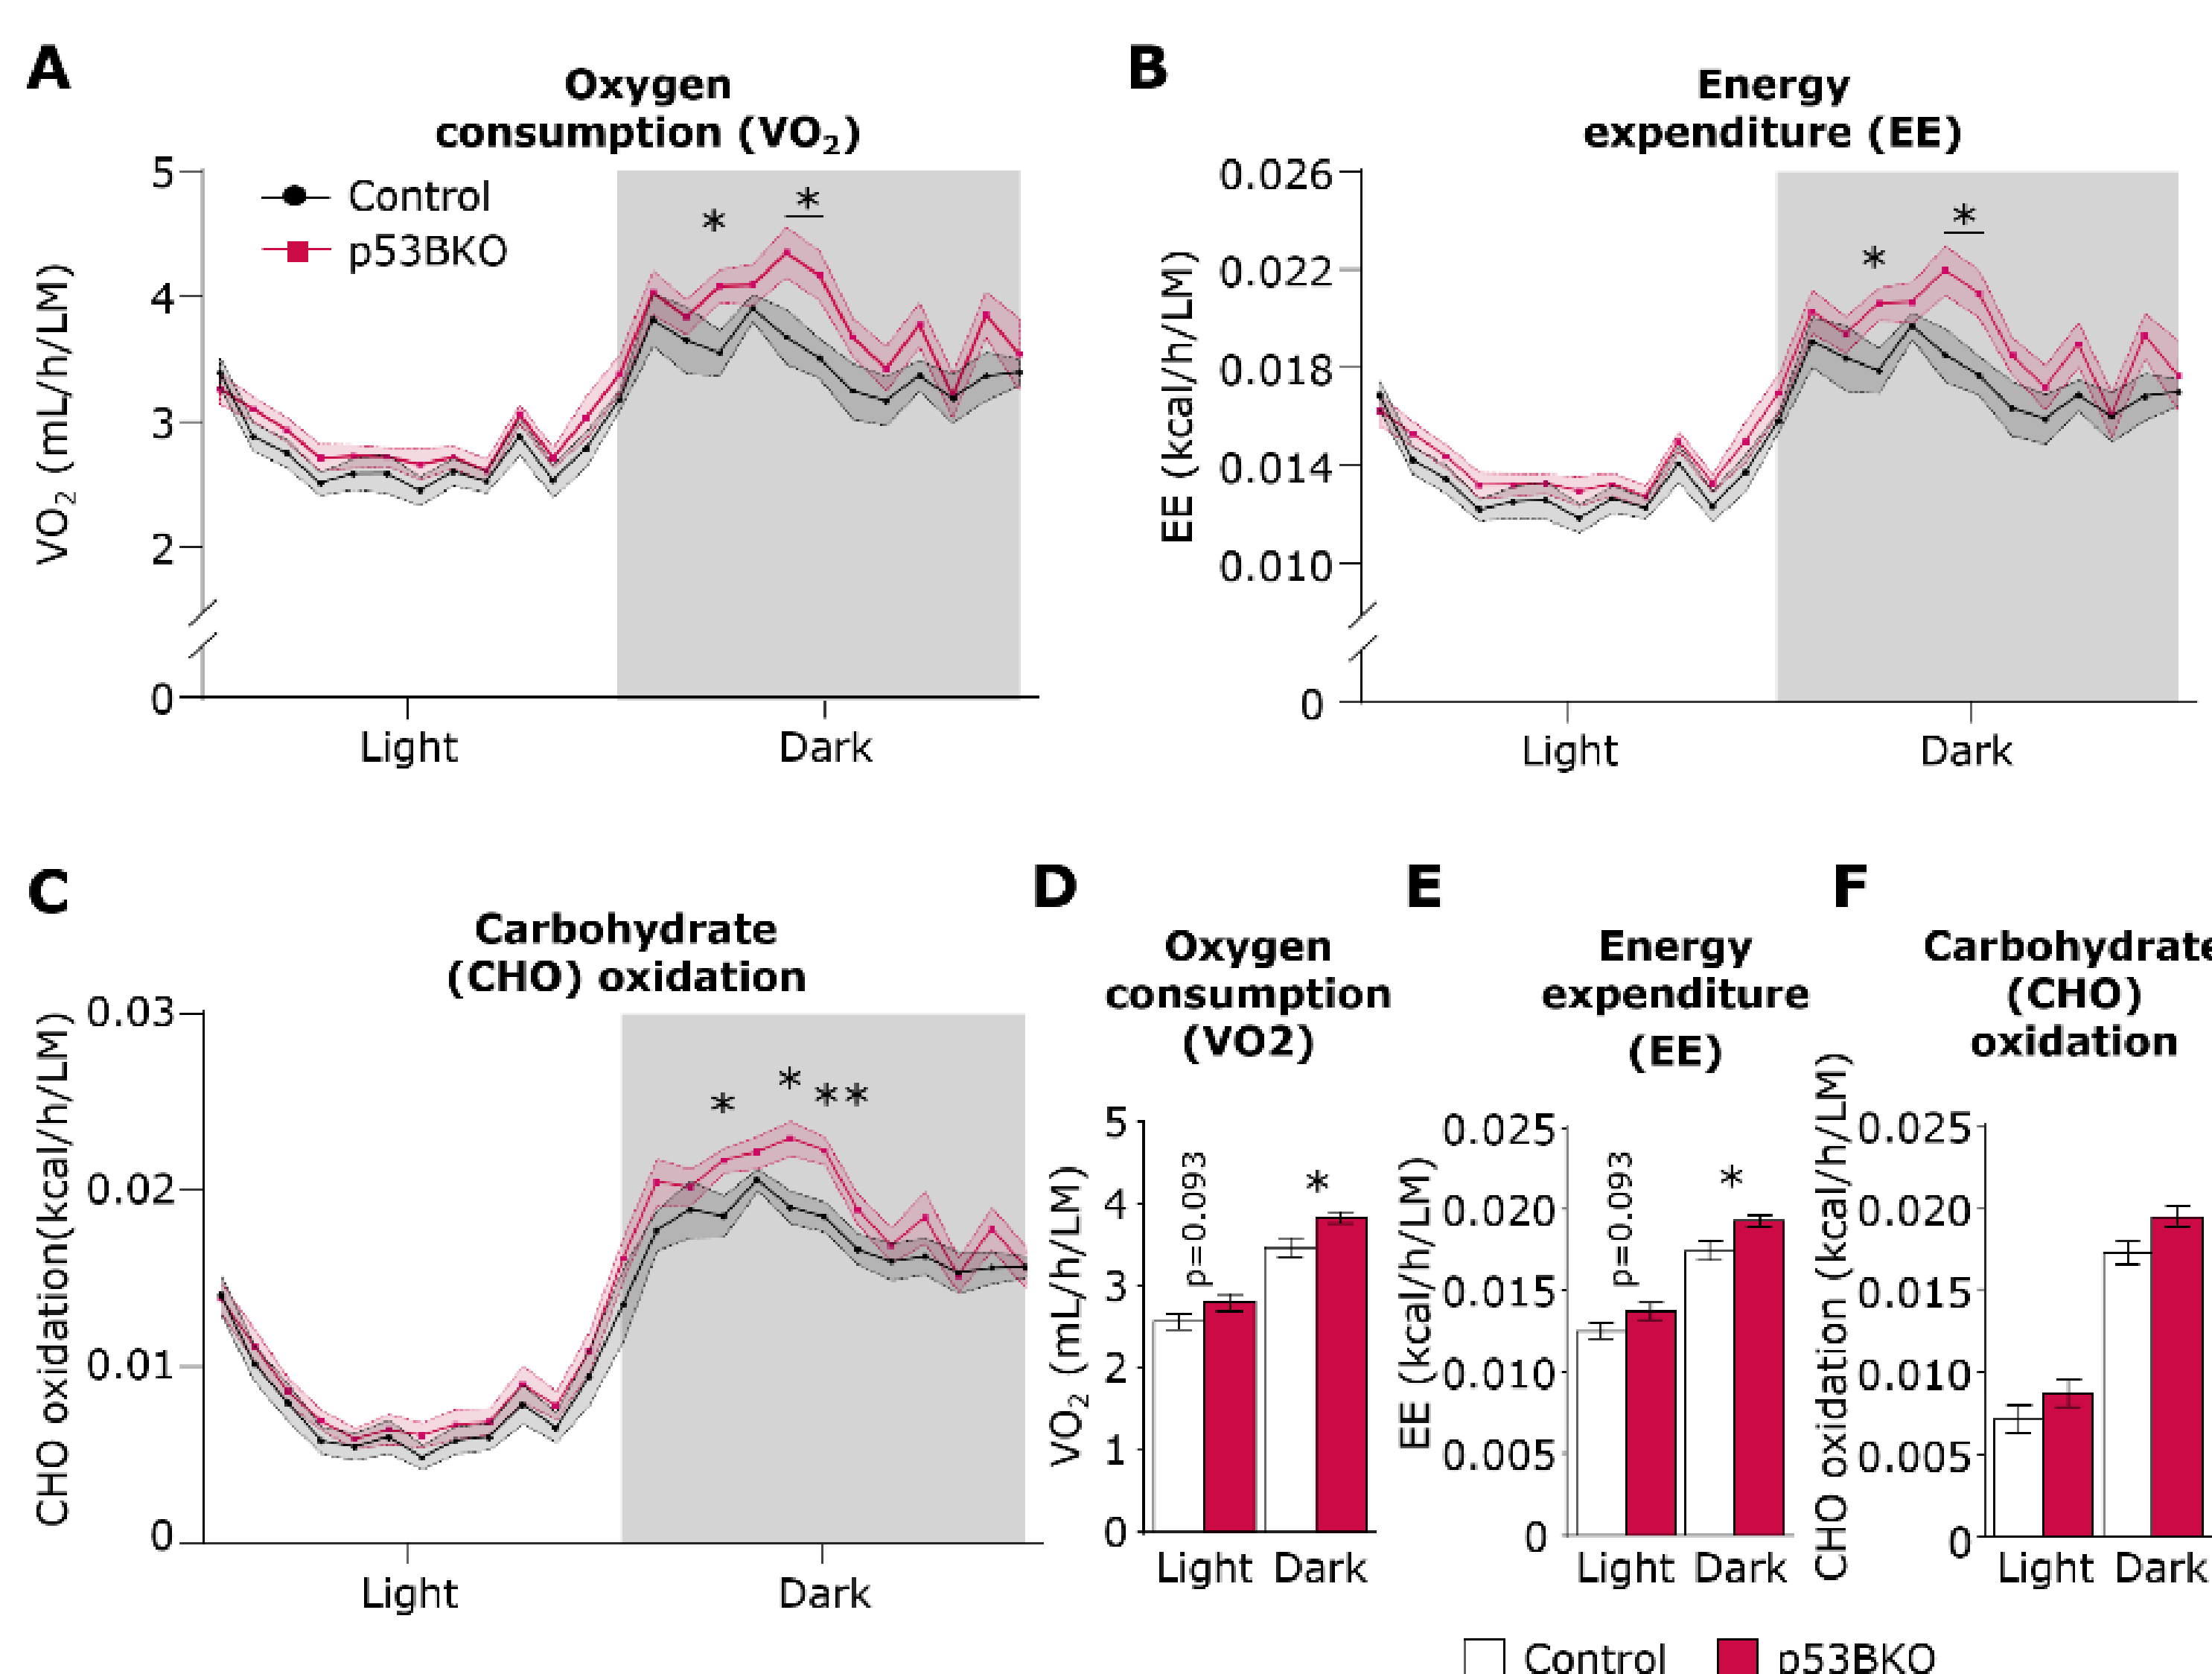 A
Oxygen
consumption (VO₂)
5
4
3
2
0
VO₂ (mL/h/LM)
Control
p53BKO
*
*
Light
Dark
B
Energy
expenditure (EE)
0.026
0.022
0.018
0.014
0.010
0
EE (kcal/h/LM)
*
*
Light
Dark
C
Carbohydrate
(CHO) oxidation
0.03
0.02
0.01
0
CHO oxidation(kcal/h/LM)
*
*
**
Light
Dark
D
Oxygen
consumption
(VO2)
5
4
3
2
1
0
VO₂ (mL/h/LM)
p=0.093
*
Light Dark
E
Energy
expenditure
(EE)
0.025
0.020
0.015
0.010
0.005
0
EE (kcal/h/LM)
p=0.093
*
Light Dark
F
Carbohydrate
(CHO)
oxidation
0.025
0.020
0.015
0.010
0.005
0
CHO oxidation (kcal/h/LM)
Light Dark
Control p53BKO